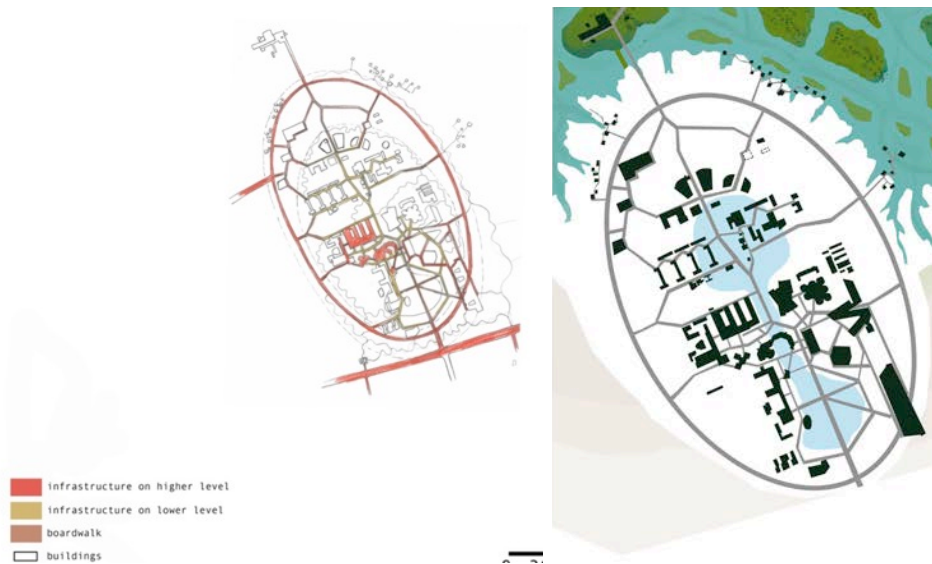 infrastructure on higher level
infrastructure on lower level
boardwalk
buildings